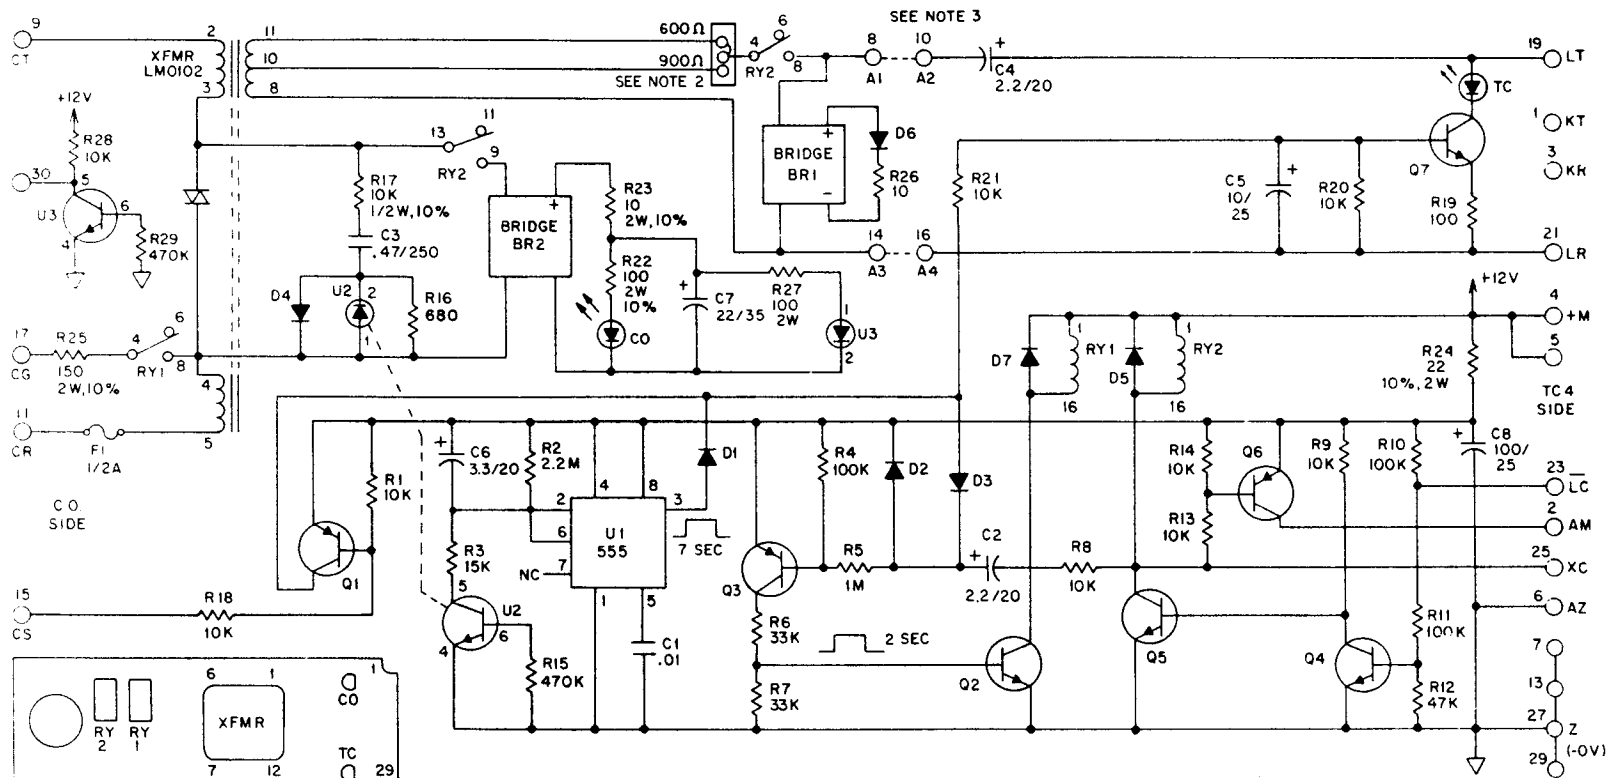 9
CT
XFMR
LM0102
2
3
11
10
8
600Ω
900Ω
SEE NOTE 2
4
6
8
RY2
SEE NOTE 3
8
A1
10
A2
+
C4
2.2/20
19
LT
TC
1
KT
3
KR
+12V
R28
10K
30
5
U3
6
4
R29
470K
13
11
9
RY2
R17
10K
1/2W,10%
C3
.47/250
BRIDGE
BR2
+
R23
10
2W,10%
R22
100
2W
10%
CO
BRIDGE
BR1
+
–
D6
R26
10
R21
10K
C5
10/
25
+
R20
10K
Q7
R19
100
14
A3
16
A4
21
LR
D4
U2
2
1
R16
680
+
C7
22/35
R27
100
2W
1
U3
2
+12V
4
+M
5
17
CG
R25
150
2W,10%
4
6
8
RY1
4
5
D7
1
RY1
16
D5
1
RY2
16
R24
22
10%,2W
TC4
SIDE
11
CR
F1
1/2A
C.O.
SIDE
R1
10K
+
C6
3.3/20
R2
2.2M
4
8
2
6
7
NC
U1
555
3
1
5
7 SEC
D1
R4
100K
D2
D3
R14
10K
R13
10K
Q6
R9
10K
R10
100K
+
C8
100/
25
23
LC
2
AM
25
XC
6
AZ
Q1
R3
15K
5
U2
6
4
R15
470K
C1
.01
Q3
R5
1M
+
C2
2.2/20
R8
10K
R6
33K
2 SEC
R7
33K
Q2
Q5
Q4
R11
100K
R12
47K
15
CS
R18
10K
7
13
27
Z
(-0V)
29
RY
2
RY
1
6
1
XFMR
7
12
1
CO
TC
29